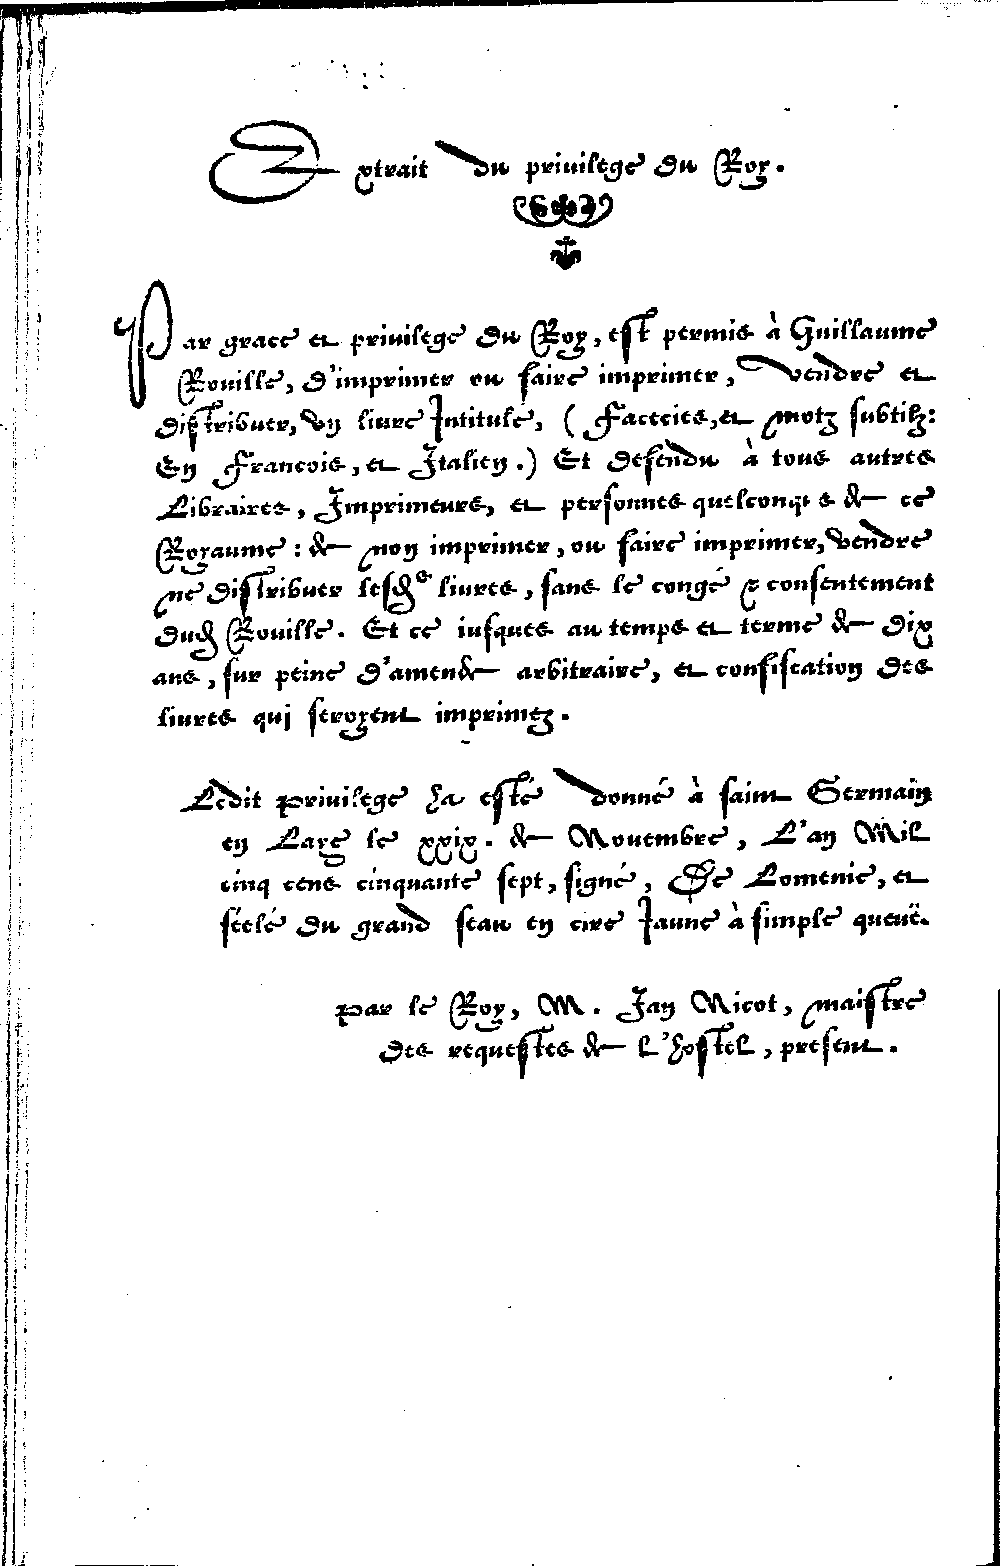 Extrait du priuilege du Roy.
Par grace et priuilege du Roy, est permis à Guillaume
Rouille, d'imprimer ou faire imprimer, vendre et
distribuer, vn liure Intitulé, ( Facecies, et motz subtilz:
En Francois, et Italien.) Et defendu à tous autres
Libraires, Imprimeurs, et personnes quelconques de ce
Royaume : de non imprimer, ou faire imprimer, vendre
ne distribuer lesdes liures, sans le congé & consentement
dud Rouille. Et ce iusques au temps et terme de dix
ans, sur peine d'amende arbitraire, et confiscation des
liures qui seroyent imprimez.
Ledit priuilege ha esté donné à saint Germain
en Laye le xxix. de Nouembre, L'an Mil
cinq cens cinquante sept, signé, De Lomenie, et
séelé du grand seau en cire Iaune à simple queuë.
Par le Roy, M. Ian Nicot, maistre
des requestes de l'hostel, present.